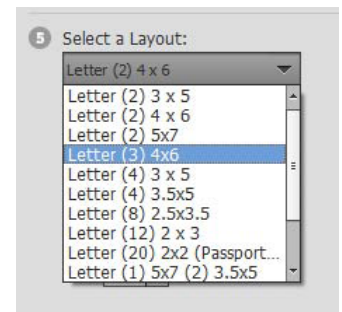 5 Select a Layout:
Letter (2) 4 x 6
Letter (2) 3 x 5
Letter (2) 4 x 6
Letter (2) 5x7
Letter (3) 4x6
Letter (4) 3 x 5
Letter (4) 3.5x5
Letter (8) 2.5x3.5
Letter (12) 2 x 3
Letter (20) 2x2 (Passport...
Letter (1) 5x7 (2) 3.5x5